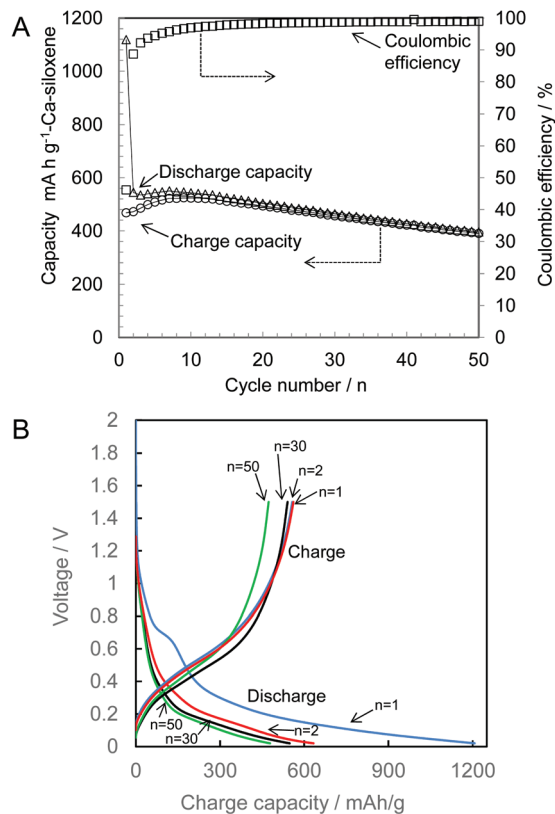 A
1200
1000
800
600
400
200
0
Capacity mA h g-1-Ca-siloxene
100
90
80
70
60
50
40
30
20
10
0
Coulombic efficiency / %
Coulombic
efficiency
Discharge capacity
Charge capacity
0 10 20 30 40 50
Cycle number / n
B
2
1.8
1.6
1.4
1.2
1
0.8
0.6
0.4
0.2
0
Voltage / V
n=30
n=50
n=2
n=1
Charge
Discharge
n=1
n=50
n=30
n=2
0 300 600 900 1200
Charge capacity / mAh/g